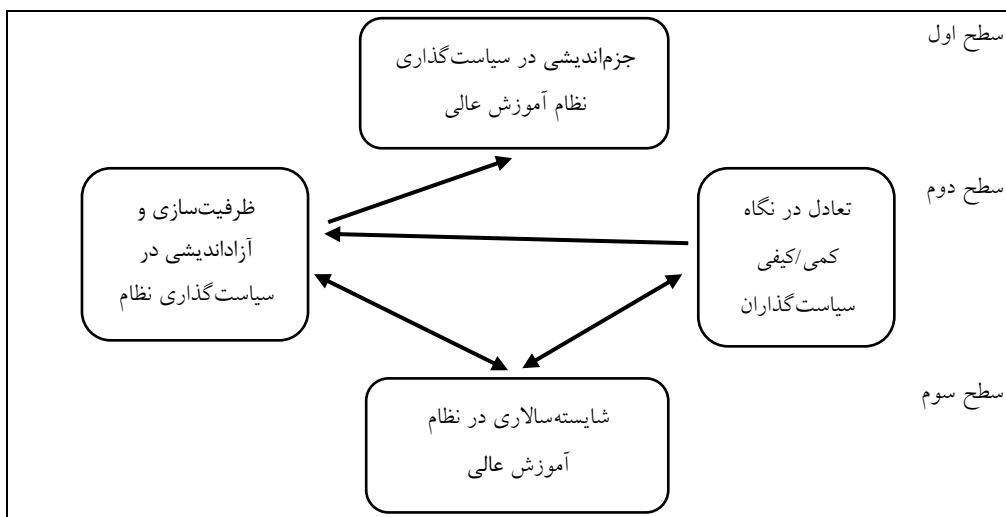 سطح اول
جزم‌اندیشی در سیاست‌گذاری
نظام آموزش عالی
سطح دوم
تعادل در نگاه
کمی/کیفی
سیاست‌گذاران
ظرفیت‌سازی و
آزاداندیشی در
سیاست‌گذاری نظام
سطح سوم
شایسته‌سالاری در نظام
آموزش عالی